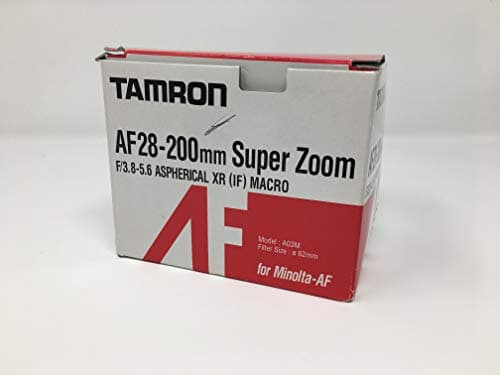 TAMRON
AF28-200mm Super Zoom
F/3.8-5.6 ASPHERICAL XR (IF) MACRO
AF
Model : A03M
Filter Size : ø 62mm
for Minolta-AF